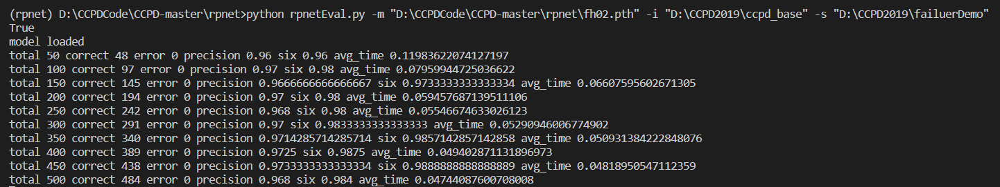 (rpnet) D:\CCPDCode\CCPD-master\rpnet>python rpnetEval.py -m "D:\CCPDCode\CCPD-master\rpnet\fh02.pth" -i "D:\CCPD2019\ccpd_base" -s "D:\CCPD2019\failuerDemo"
True
model loaded
total 50 correct 48 error 0 precision 0.96 six 0.96 avg_time 0.11983622074127197
total 100 correct 97 error 0 precision 0.97 six 0.98 avg_time 0.07959944725036622
total 150 correct 145 error 0 precision 0.9666666666666667 six 0.9733333333333334 avg_time 0.06607595602671305
total 200 correct 194 error 0 precision 0.97 six 0.98 avg_time 0.059457687139511106
total 250 correct 242 error 0 precision 0.968 six 0.98 avg_time 0.05546674633026123
total 300 correct 291 error 0 precision 0.97 six 0.9833333333333333 avg_time 0.05290946006774902
total 350 correct 340 error 0 precision 0.9714285714285714 six 0.9857142857142858 avg_time 0.050931384222848076
total 400 correct 389 error 0 precision 0.9725 six 0.9875 avg_time 0.049402871131896973
total 450 correct 438 error 0 precision 0.9733333333333334 six 0.9888888888888889 avg_time 0.04818950547112359
total 500 correct 484 error 0 precision 0.968 six 0.984 avg_time 0.04744087600708008